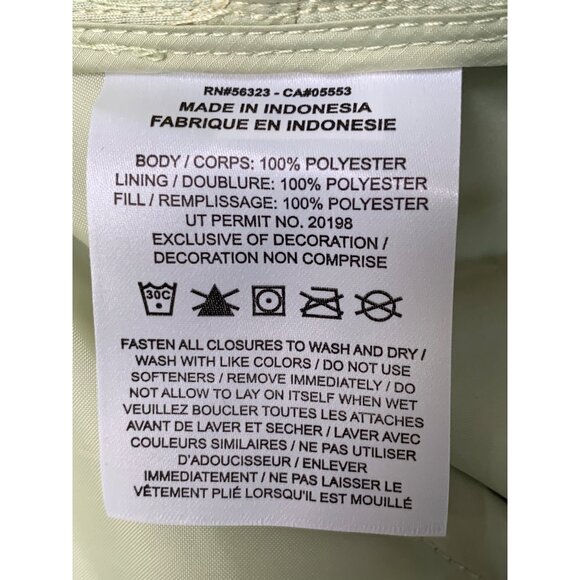 RN#56323 - CA#05553
MADE IN INDONESIA
FABRIQUE EN INDONESIE
BODY / CORPS: 100% POLYESTER
LINING / DOUBLURE: 100% POLYESTER
FILL / REMPLISSAGE: 100% POLYESTER
UT PERMIT NO. 20198
EXCLUSIVE OF DECORATION /
DECORATION NON COMPRISE
30C
FASTEN ALL CLOSURES TO WASH AND DRY /
WASH WITH LIKE COLORS / DO NOT USE
SOFTENERS / REMOVE IMMEDIATELY / DO
NOT ALLOW TO LAY ON ITSELF WHEN WET
VEUILLEZ BOUCLER TOUTES LES ATTACHES
AVANT DE LAVER ET SECHER / LAVER AVEC
COULEURS SIMILAIRES / NE PAS UTILISER
D'ADOUCISSEUR / ENLEVER
IMMEDIATEMENT / NE PAS LAISSER LE
VÊTEMENT PLIÉ LORSQU'IL EST MOUILLÉ